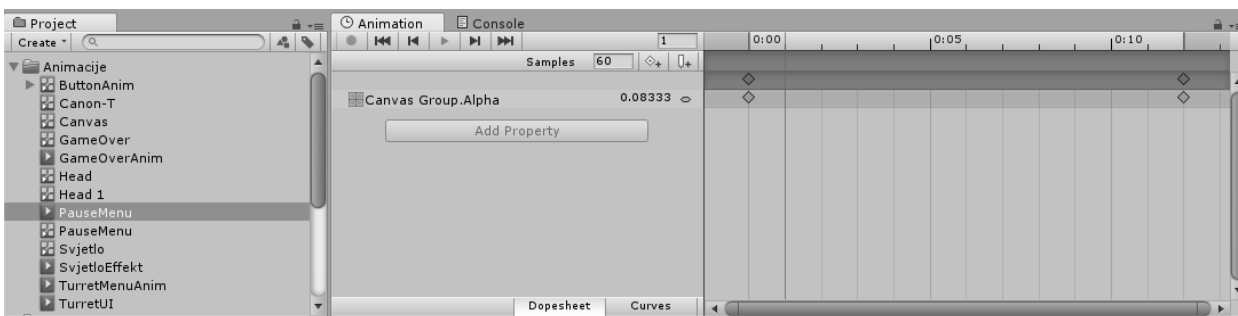 Project
Create
Animacije
ButtonAnim
Canon-T
Canvas
GameOver
GameOverAnim
Head
Head 1
PauseMenu
PauseMenu
Svjetlo
SvjetloEffekt
TurretMenuAnim
TurretUI
Animation Console
1
Samples 60
Canvas Group.Alpha 0.08333
Add Property
Dopesheet Curves
0:00 0:05 0:10